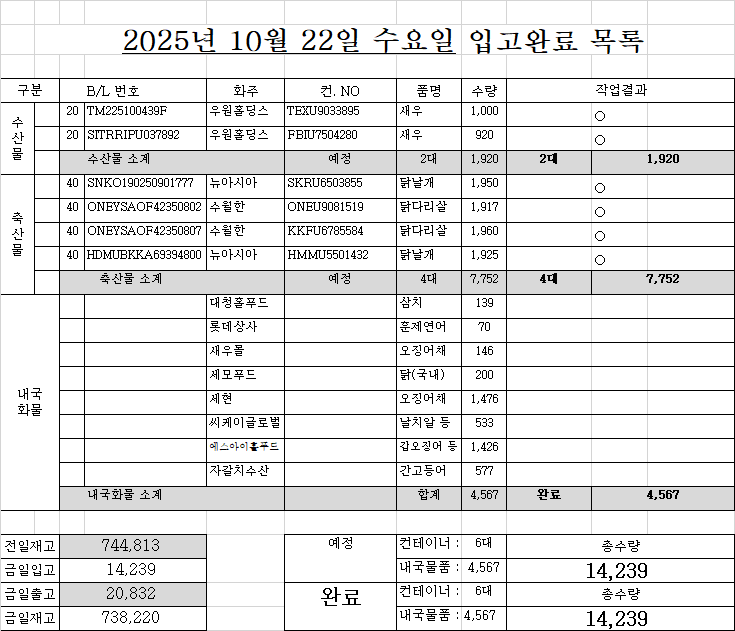 2025년 10월 22일 수요일 입고완료 목록
구분 B/L 번호 화주 컨. NO 품명 수량 작업결과
수산물
20 TM225100439F 우원홀딩스 TEXU9033895 새우 1,000 ○
20 SITRRIPU037892 우원홀딩스 FBIU7504280 새우 920 ○
수산물 소계 예정 2대 1,920 2대 1,920
축산물
40 SNKO190250901777 뉴아시아 SKRU6503855 닭날개 1,950 ○
40 ONEYSAOF42350802 수월한 ONEU9081519 닭다리살 1,917 ○
40 ONEYSAOF42350807 수월한 KKFU6785584 닭다리살 1,960 ○
40 HDMUBKKA69394800 뉴아시아 HMMU5501432 닭날개 1,925 ○
축산물 소계 예정 4대 7,752 4대 7,752
내국
화물
대청홀푸드 삼치 139
롯데상사 훈제연어 70
새우몰 오징어채 146
제모푸드 닭(국내) 200
세현 오징어채 1,476
씨케이글로벌 날치알 등 533
에스아이홀푸드 갑오징어 등 1,426
자갈치수산 간고등어 577
내국화물 소계 합계 4,567 완료 4,567
전일재고 744,813 예정 컨테이너 : 6대 총수량
금일입고 14,239 내국물품 : 4,567 14,239
금일출고 20,832 완료 컨테이너 : 6대 총수량
금일재고 738,220 내국물품 : 4,567 14,239